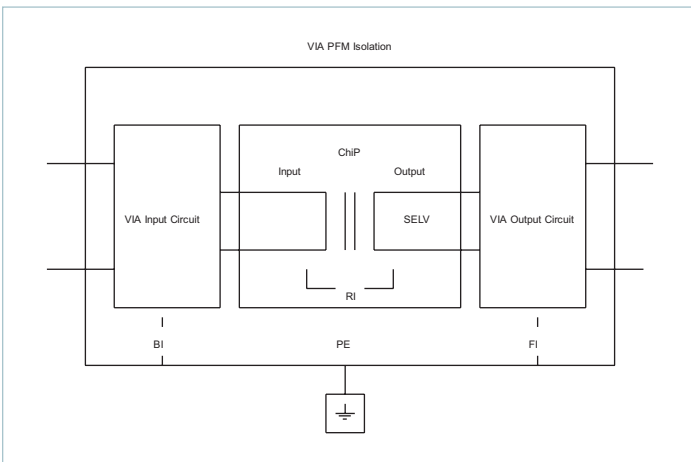 VIA PFM Isolation
ChiP
Input
Output
VIA Input Circuit
SELV
VIA Output Circuit
RI
BI
PE
FI